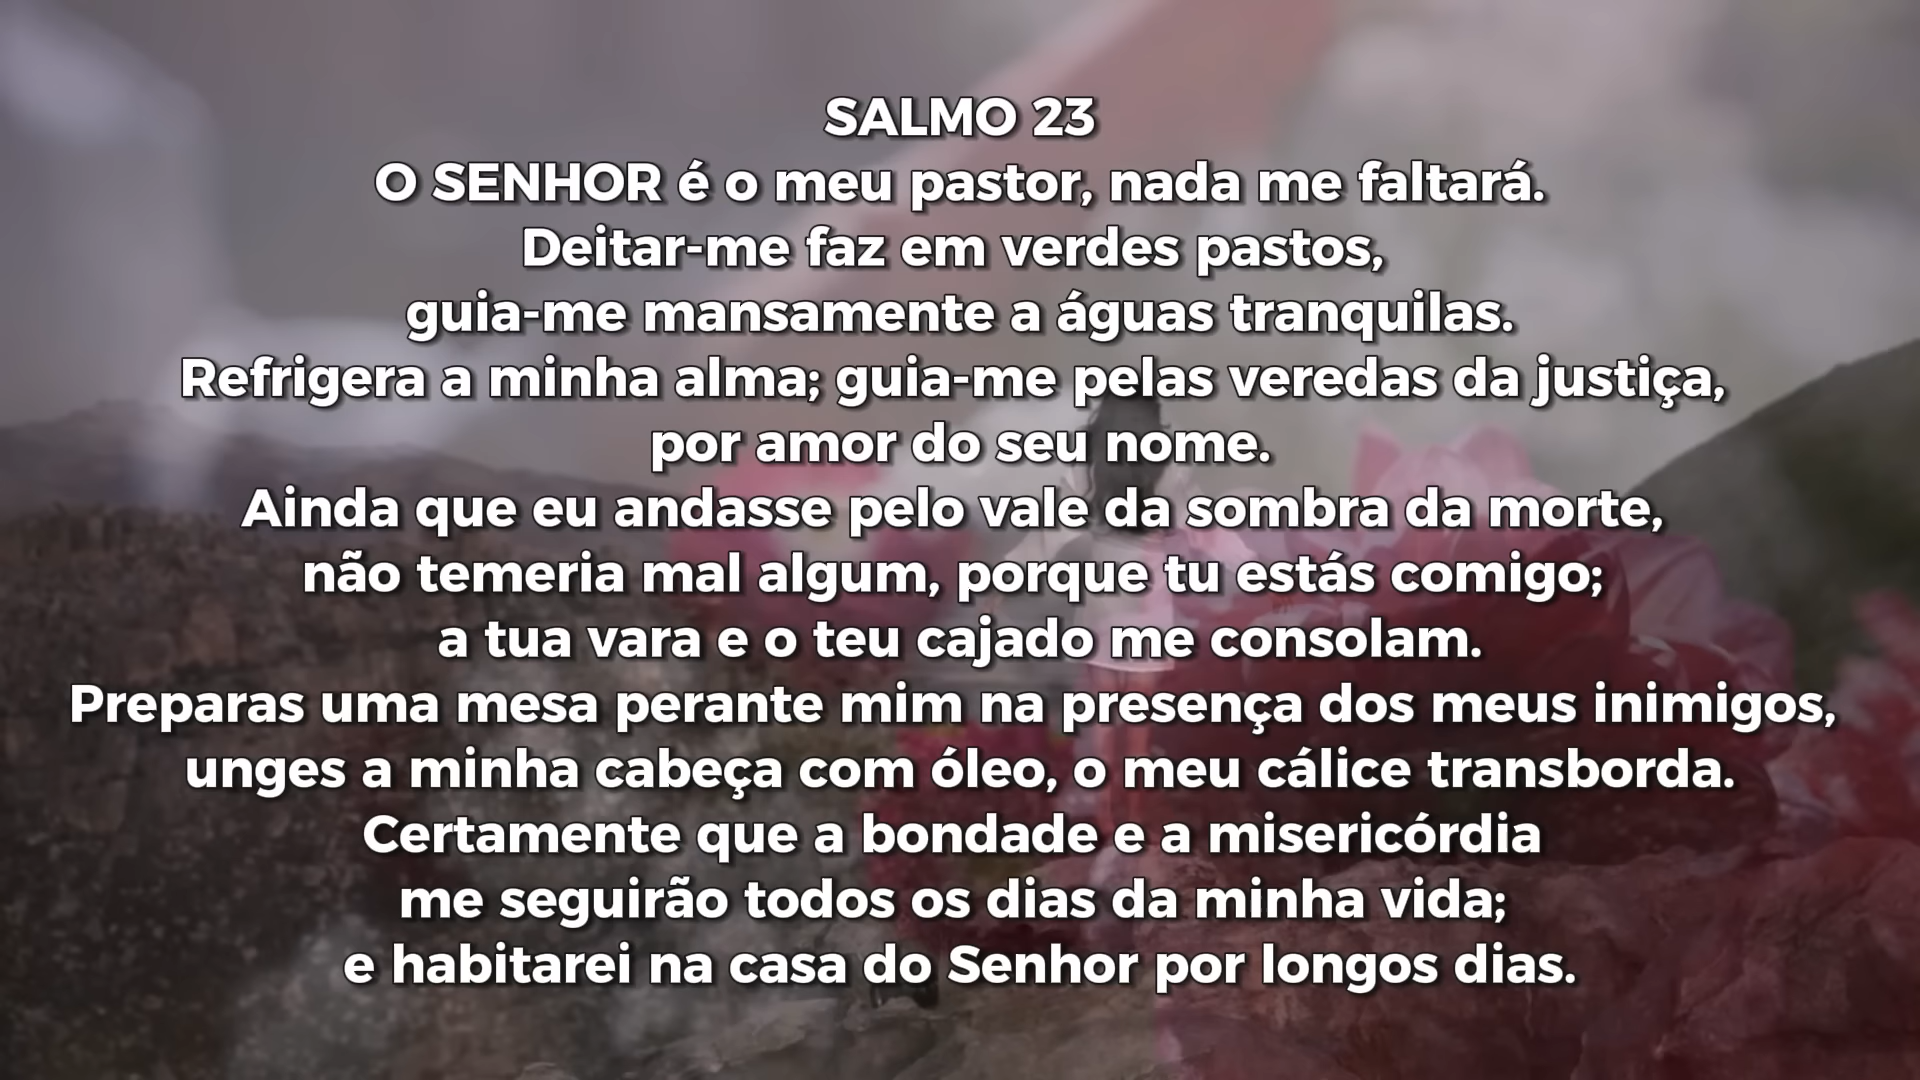 SALMO 23
O SENHOR é o meu pastor, nada me faltará.
Deitar-me faz em verdes pastos,
guia-me mansamente a águas tranquilas.
Refrigera a minha alma; guia-me pelas veredas da justiça,
por amor do seu nome.
Ainda que eu andasse pelo vale da sombra da morte,
não temeria mal algum, porque tu estás comigo;
a tua vara e o teu cajado me consolam.
Preparas uma mesa perante mim na presença dos meus inimigos,
unges a minha cabeça com óleo, o meu cálice transborda.
Certamente que a bondade e a misericórdia
me seguirão todos os dias da minha vida;
e habitarei na casa do Senhor por longos dias.